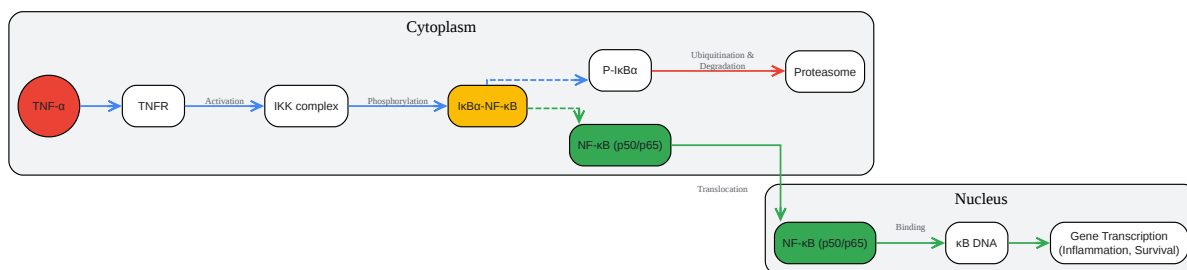 Cytoplasm
TNF-α
TNFR
Activation
IKK complex
Phosphorylation
IκBα-NF-κB
P-IκBα
Ubiquitination &
Degradation
Proteasome
NF-κB (p50/p65)
Translocation
Nucleus
NF-κB (p50/p65)
Binding
κB DNA
Gene Transcription
(Inflammation, Survival)